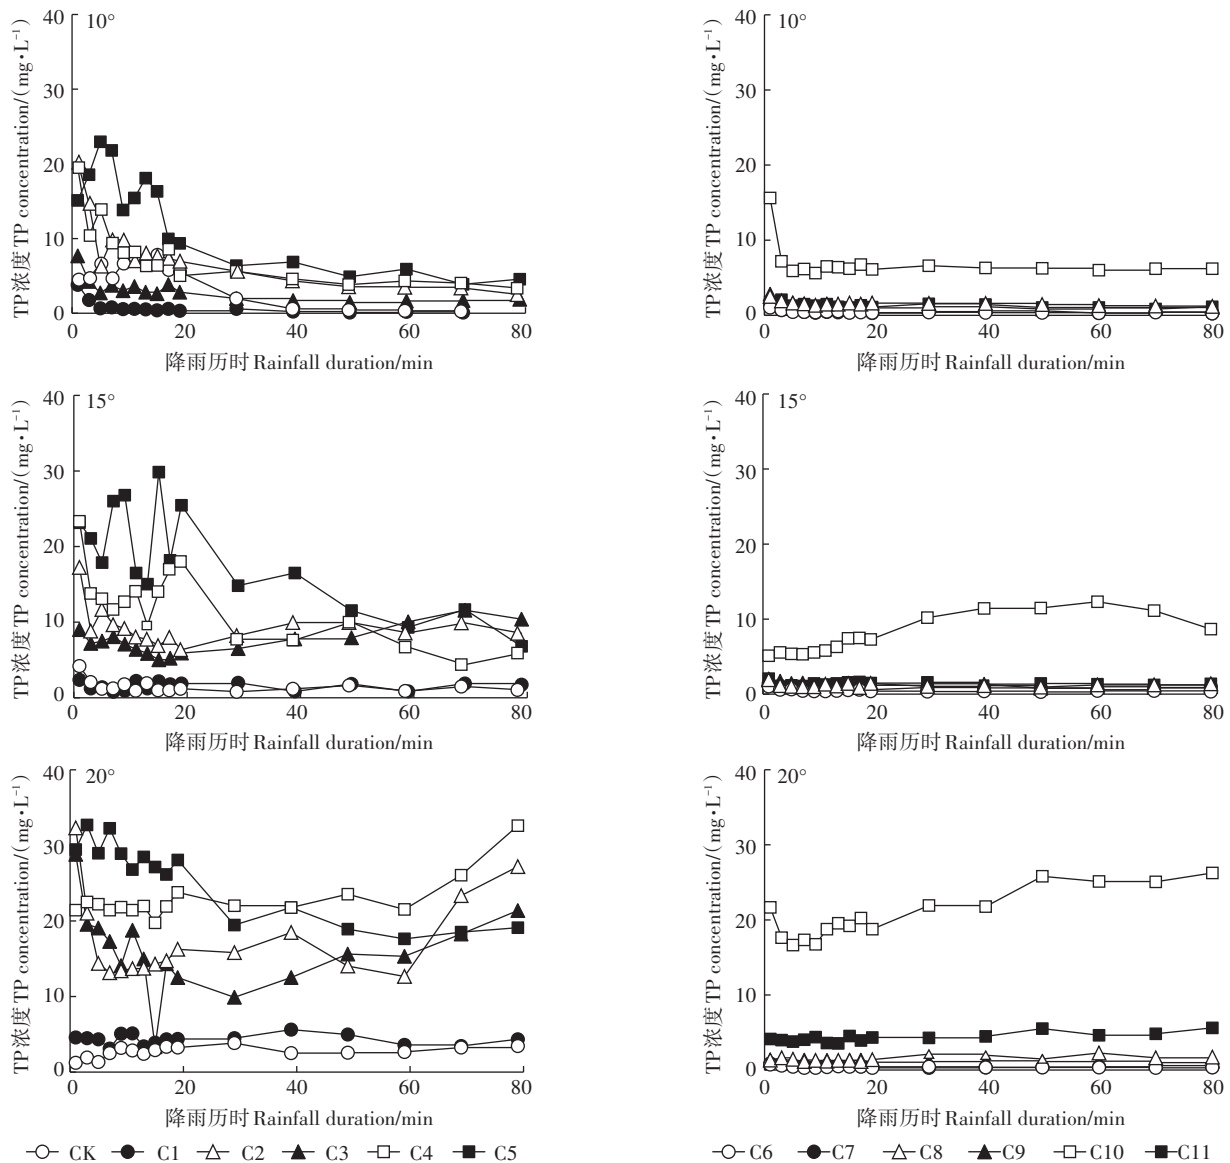 10°
TP浓度 TP concentration/(mg·L⁻¹)
40
30
20
10
0
0 20 40 60 80
降雨历时 Rainfall duration/min
10°
TP浓度 TP concentration/(mg·L⁻¹)
40
30
20
10
0
0 20 40 60 80
降雨历时 Rainfall duration/min
15°
TP浓度 TP concentration/(mg·L⁻¹)
40
30
20
10
0
0 20 40 60 80
降雨历时 Rainfall duration/min
15°
TP浓度 TP concentration/(mg·L⁻¹)
40
30
20
10
0
0 20 40 60 80
降雨历时 Rainfall duration/min
20°
TP浓度 TP concentration/(mg·L⁻¹)
40
30
20
10
0
0 20 40 60 80
降雨历时 Rainfall duration/min
20°
TP浓度 TP concentration/(mg·L⁻¹)
40
30
20
10
0
0 20 40 60 80
降雨历时 Rainfall duration/min
CK C1 C2 C3 C4 C5
C6 C7 C8 C9 C10 C11